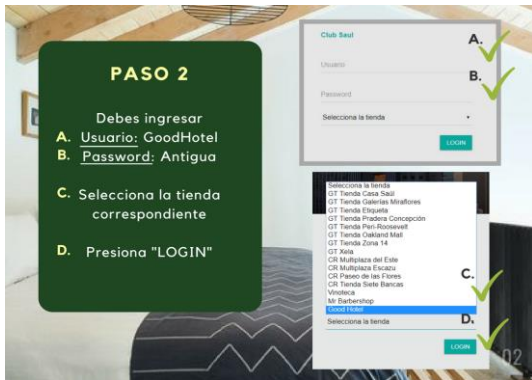 PASO 2
Debes ingresar
A. Usuario: GoodHotel
B. Password: Antigua
C. Selecciona la tienda
correspondiente
D. Presiona "LOGIN"
Club Saul
A.
Usuario
B.
Password
Selecciona la tienda
LOGIN
Selecciona la tienda
GT Tienda Casa Saúl
GT Tienda Galerías Miraflores
GT Tienda Etiqueta
GT Tienda Pradera Concepción
GT Tienda Peri-Roosevelt
GT Tienda Oakland Mall
GT Tienda Zona 14
GT Xela
CR Multiplaza del Este
CR Multiplaza Escazu
CR Paseo de las Flores
CR Tienda Siete Bancas
Vinoteca
Mr Barbershop
Good Hotel
C.
Selecciona la tienda
D.
LOGIN
02